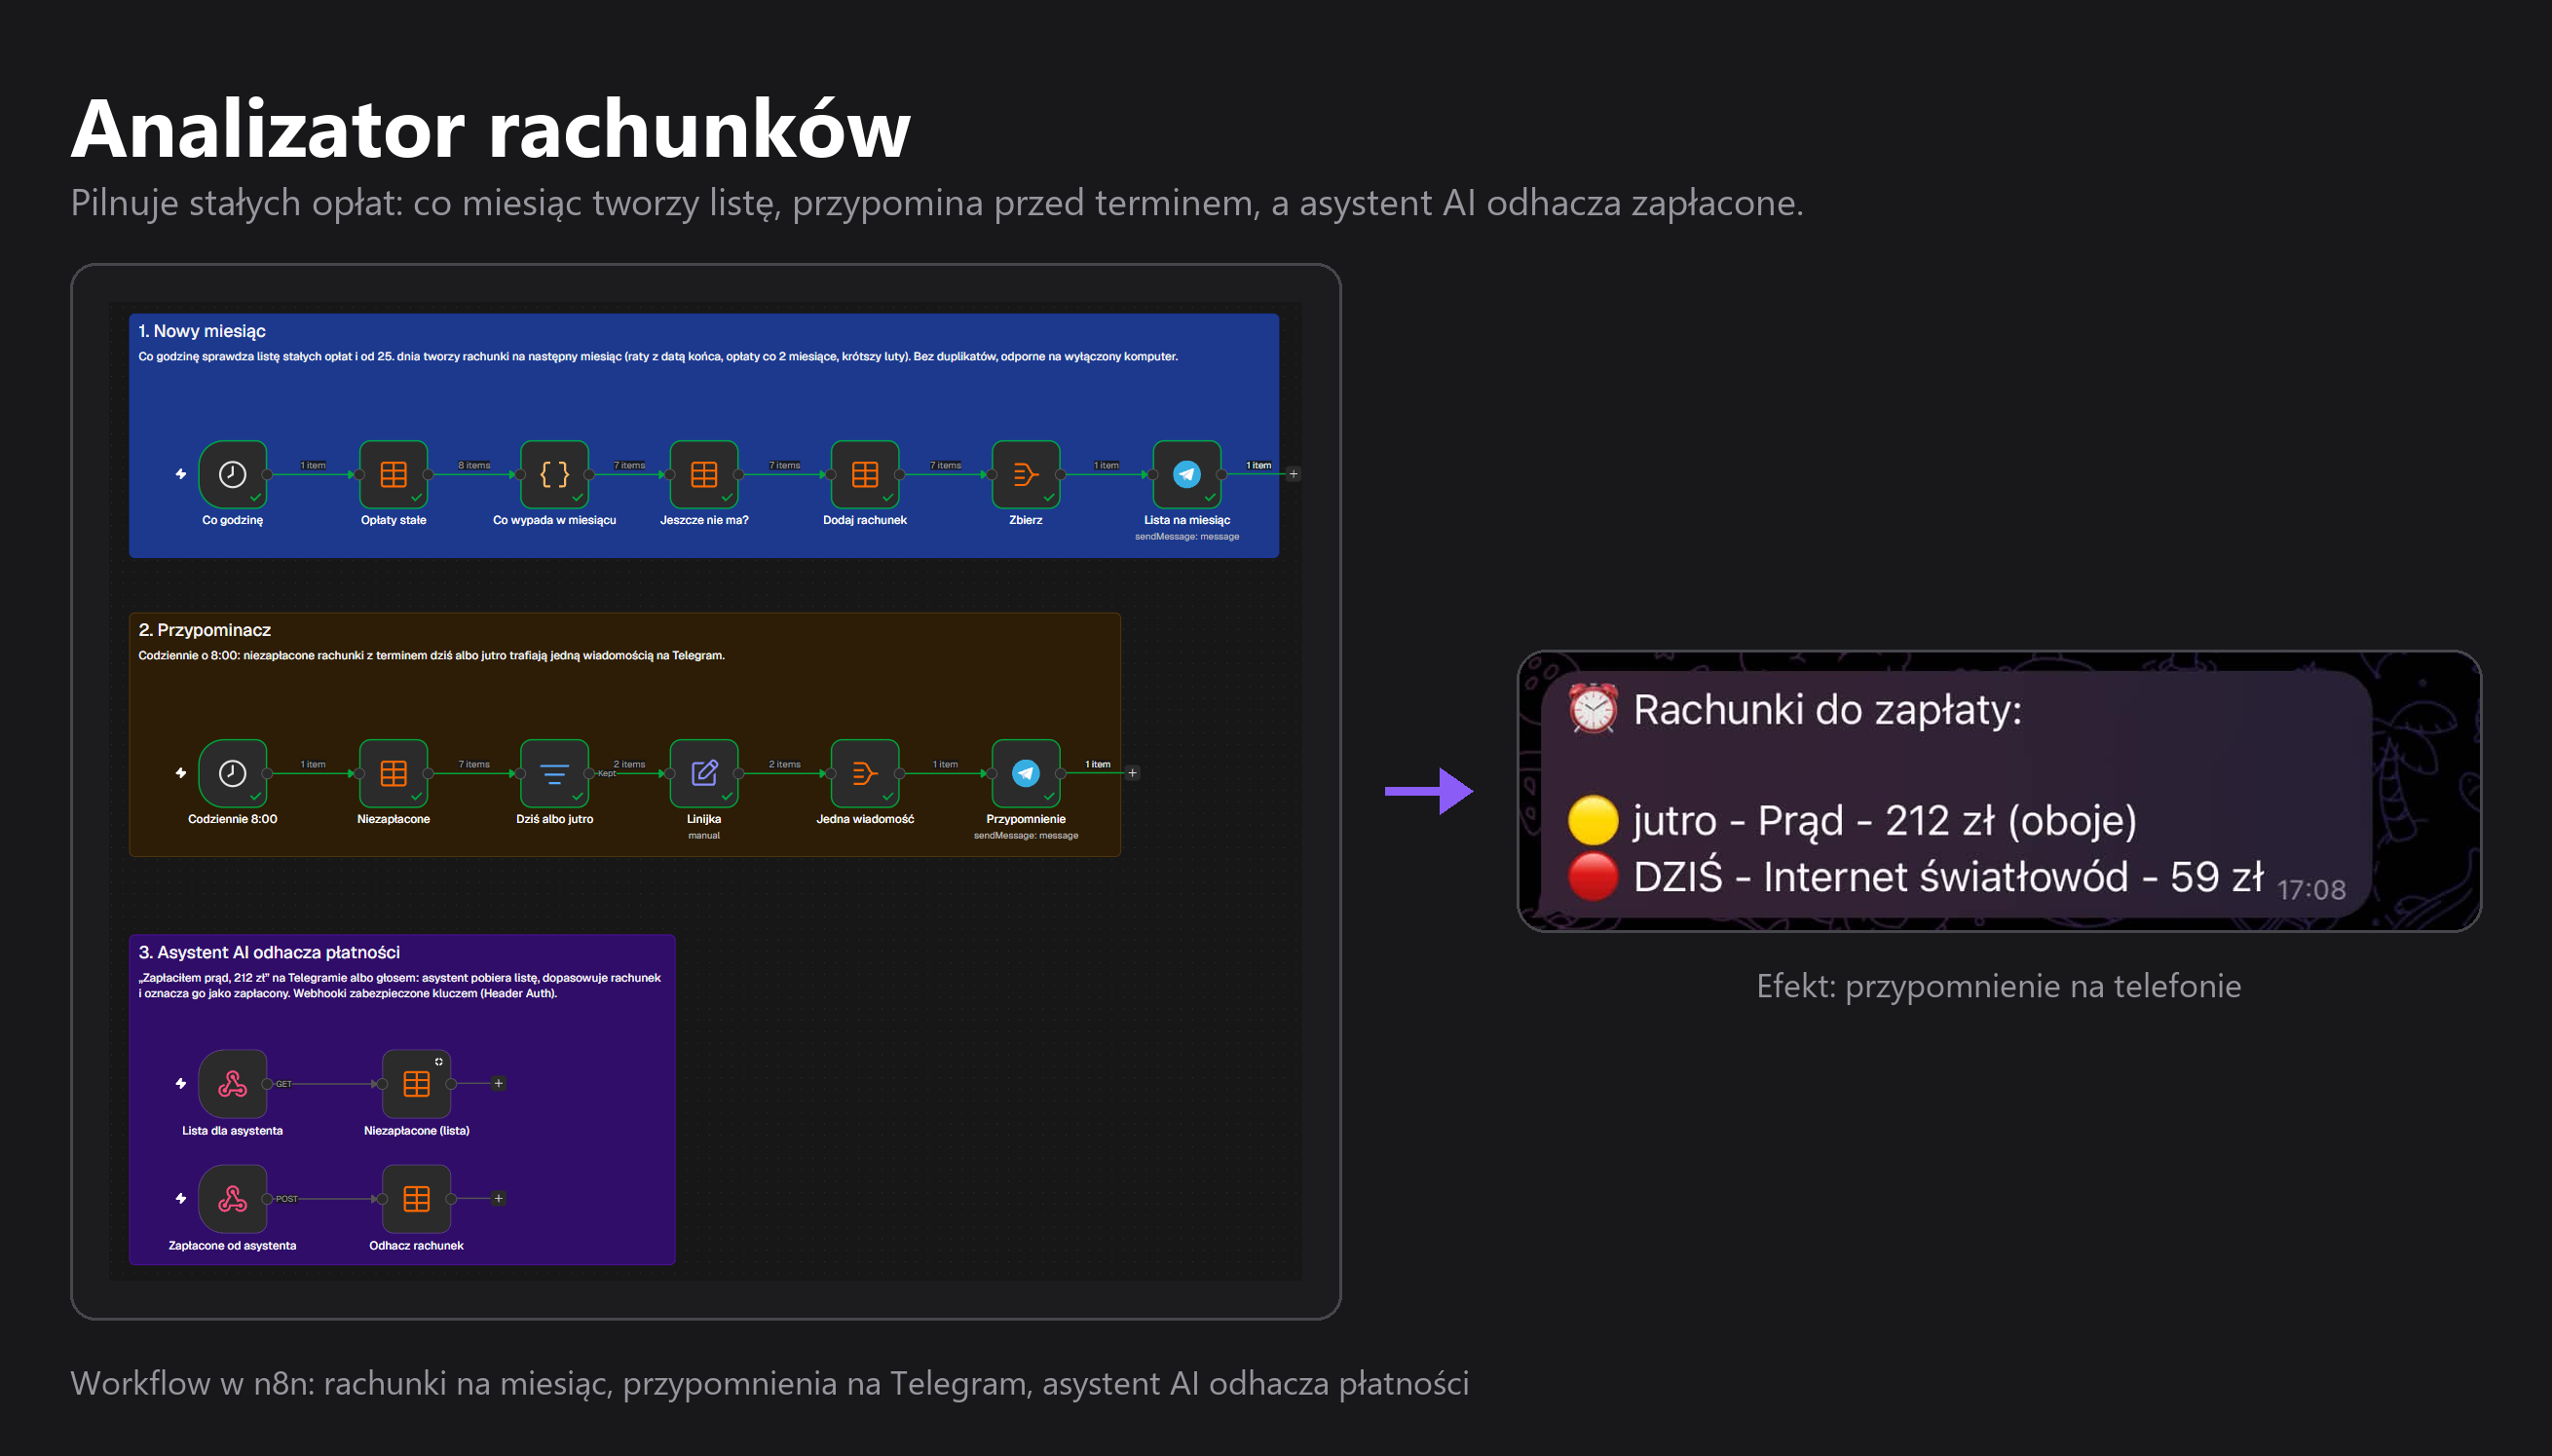 Analizator rachunków
Pilnuje stałych opłat: co miesiąc tworzy listę, przypomina przed terminem, a asystent AI odhacza zapłacone.
1. Nowy miesiąc
Co godzinę sprawdza listę stałych opłat i od 25. dnia tworzy rachunki na następny miesiąc (raty z datą końca, opłaty co 2 miesiące, krótszy luty). Bez duplikatów, odporne na wyłączony komputer.
1 item
8 items
7 items
7 items
7 items
1 item
1 item
Co godzinę
Opłaty stałe
Co wypada w miesiącu
Jeszcze nie ma?
Dodaj rachunek
Zbierz
Lista na miesiąc
sendMessage: message
2. Przypominacz
Codziennie o 8:00: niezapłacone rachunki z terminem dziś albo jutro trafiają jedną wiadomością na Telegram.
1 item
7 items
Kept
2 items
2 items
1 item
1 item
Codziennie 8:00
Niezapłacone
Dziś albo jutro
Linijka
manual
Jedna wiadomość
Przypomnienie
sendMessage: message
3. Asystent AI odhacza płatności
„Zapłaciłem prąd, 212 zł” na Telegramie albo głosem: asystent pobiera listę, dopasowuje rachunek
i oznacza go jako zapłacony. Webhooki zabezpieczone kluczem (Header Auth).
GET
Lista dla asystenta
Niezapłacone (lista)
POST
Zapłacone od asystenta
Odhacz rachunek
⏰ Rachunki do zapłaty:
🟡 jutro - Prąd - 212 zł (oboje)
🔴 DZIŚ - Internet światłowód - 59 zł 17:08
Efekt: przypomnienie na telefonie
Workflow w n8n: rachunki na miesiąc, przypomnienia na Telegram, asystent AI odhacza płatności